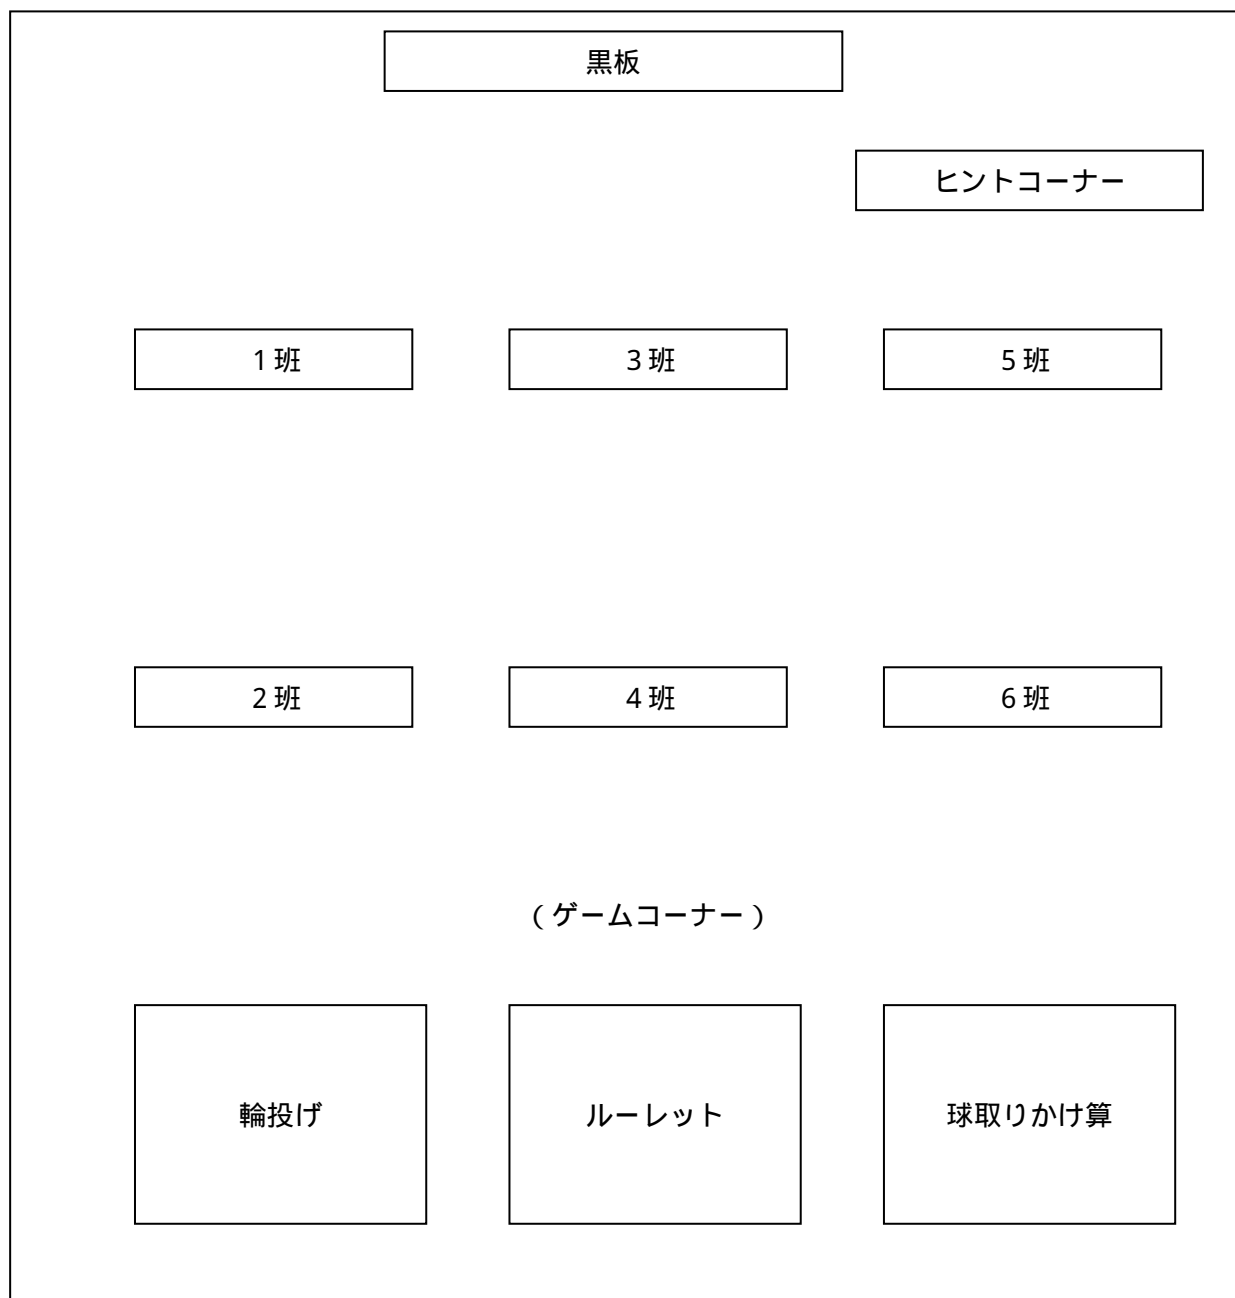 黒板
ヒントコーナー
1班 3班 5班
2班 4班 6班
(ゲームコーナー)
輪投げ ルーレット 球取りかけ算